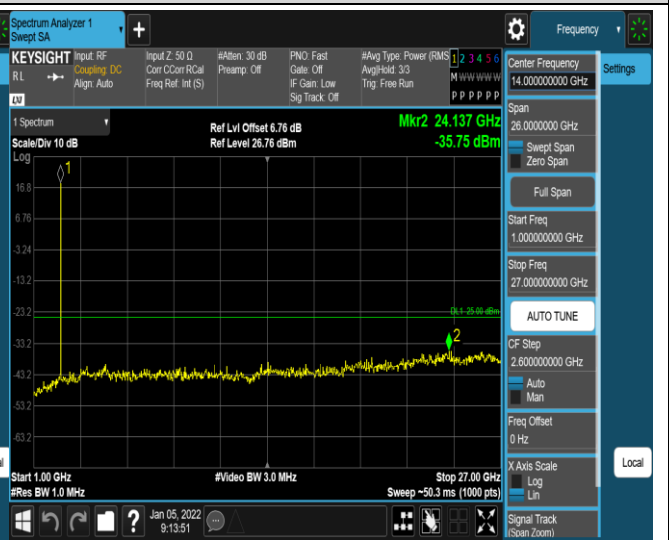 Spectrum Analyzer 1
Swept SA
+
Frequency
KEYSIGHT
RL
LXI
Input: RF
Coupling: DC
Align: Auto
Input Z: 50 Ω
Corr CCorr RCal
Freq Ref: Int (S)
#Atten: 30 dB
Preamp: Off
PNO: Fast
Gate: Off
IF Gain: Low
Sig Track: Off
#Avg Type: Power (RMS
Avg|Hold: 3/3
Trig: Free Run
1 2 3 4 5 6
M W W W W W
P P P P P P
1 Spectrum
Scale/Div 10 dB
Log
Ref Lvl Offset 6.76 dB
Ref Level 26.76 dBm
Mkr2 24.137 GHz
-35.75 dBm
1
16.8
6.76
-3.24
-13.2
-23.2
DL1 -25.00 dBm
2
-33.2
-43.2
-53.2
-63.2
Start 1.00 GHz
#Res BW 1.0 MHz
#Video BW 3.0 MHz
Stop 27.00 GHz
Sweep ~50.3 ms (1000 pts)
?
Jan 05, 2022
9:13:51
Center Frequency
14.000000000 GHz
Span
26.0000000 GHz
Swept Span
Zero Span
Full Span
Start Freq
1.000000000 GHz
Stop Freq
27.000000000 GHz
AUTO TUNE
CF Step
2.600000000 GHz
Auto
Man
Freq Offset
0 Hz
X Axis Scale
Log
Lin
Signal Track
(Span Zoom)
Settings
Local